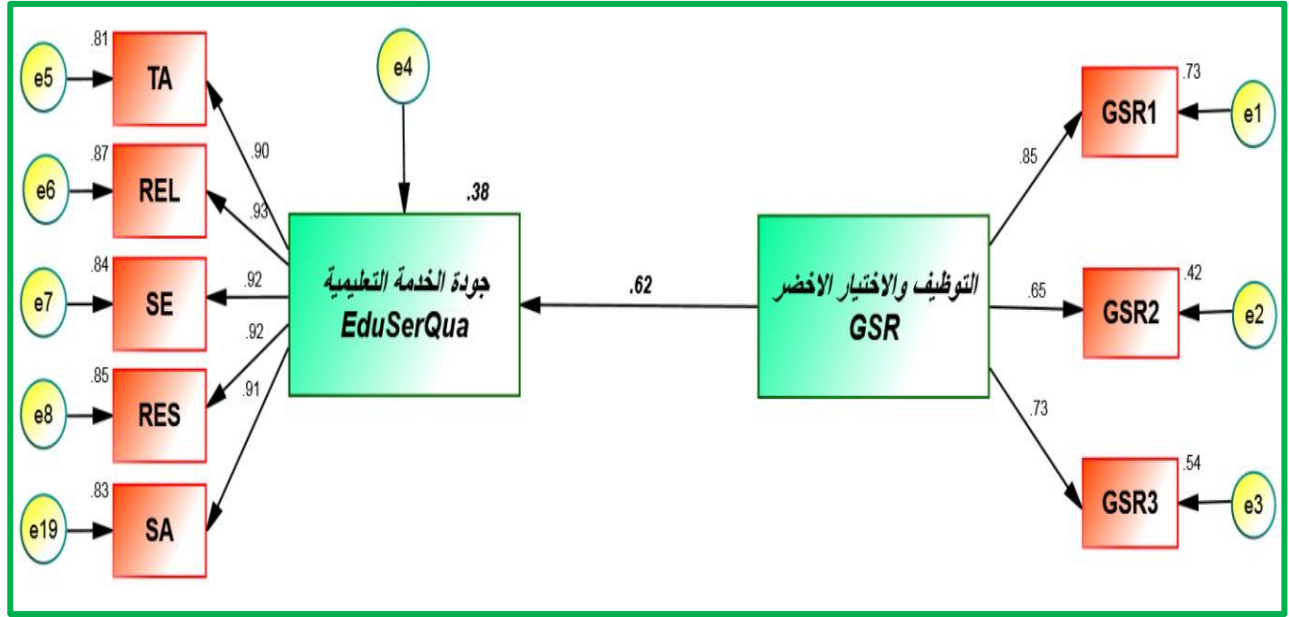 .81
e5
TA
.90
.87
e6
REL
.93
.84
e7
SE
.92
.85
e8
RES
.92
.83
e19
SA
.91
e4
.38
جودة الخدمة التعليمية
EduSerQua
.62
التوظيف والاختيار الاخضر
GSR
.85
GSR1
.73
e1
.65
GSR2
.42
e2
.73
GSR3
.54
e3